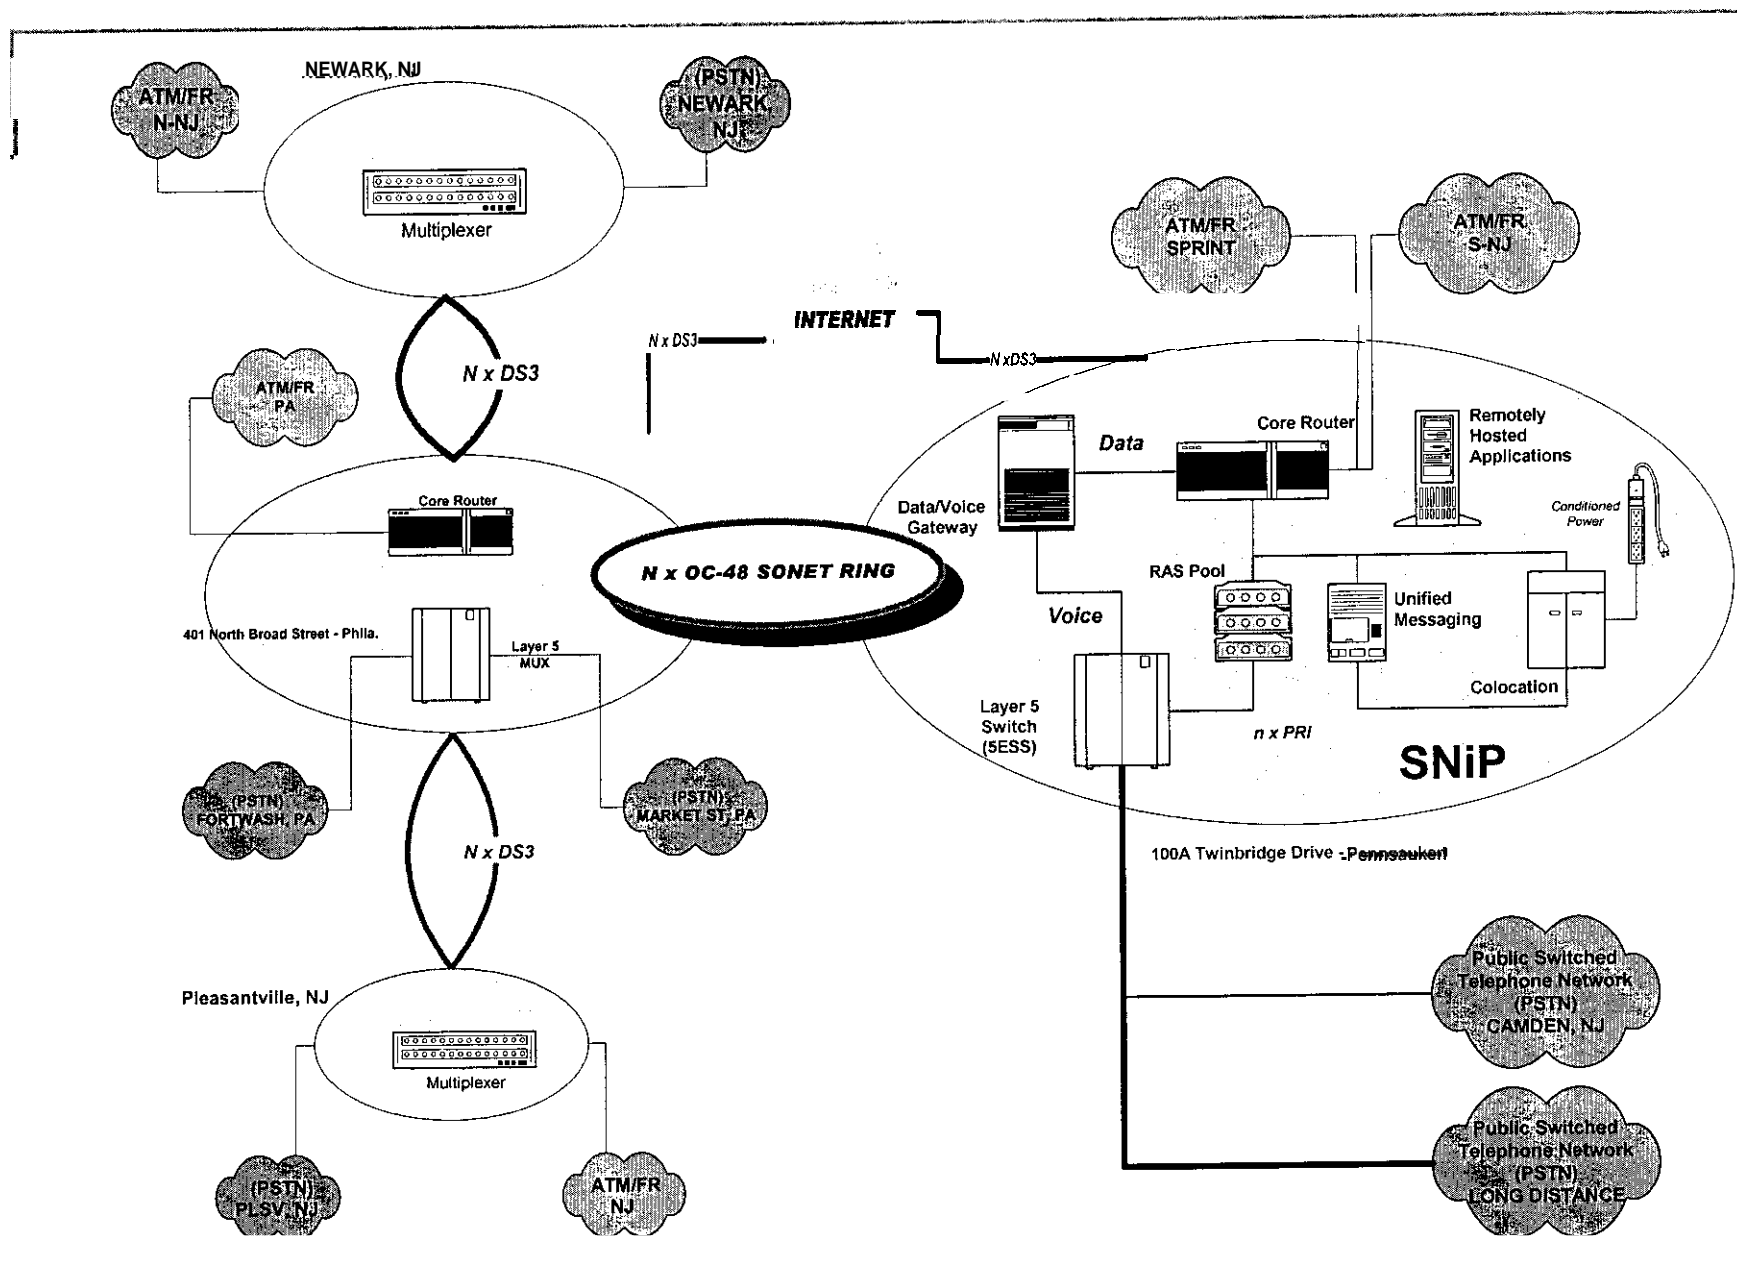 NEWARK, NJ
ATM/FR
N-NJ
(PSTN)
NEWARK,
NJ
Multiplexer
ATM/FR
SPRINT
ATM/FR
S-NJ
INTERNET
N x DS3
N xDS3
N x DS3
ATM/FR
PA
Core Router
Data
Core Router
Remotely
Hosted
Applications
Data/Voice
Gateway
Conditioned
Power
N x OC-48 SONET RING
RAS Pool
Voice
Unified
Messaging
401 North Broad Street - Phila.
Layer 5
MUX
Colocation
Layer 5
Switch
(5ESS)
n x PRI
SNiP
(PSTN)
FORTWASH, PA
(PSTN)
MARKET ST, PA
N x DS3
100A Twinbridge Drive - Pennsauken
Pleasantville, NJ
Multiplexer
Public Switched
Telephone Network
(PSTN)
CAMDEN, NJ
Public Switched
Telephone Network
(PSTN)
LONG DISTANCE
(PSTN)
PLSV, NJ
ATM/FR
NJ